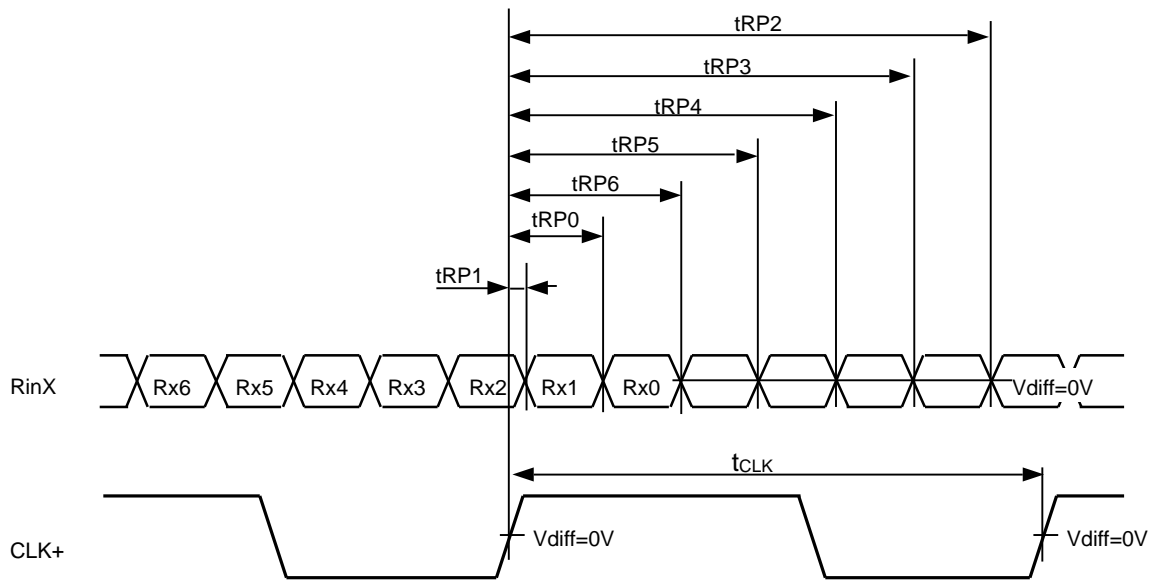 tRP2
tRP3
tRP4
tRP5
tRP6
tRP0
tRP1
RinX Rx6 Rx5 Rx4 Rx3 Rx2 Rx1 Rx0 Vdiff=0V
tCLK
CLK+ Vdiff=0V Vdiff=0V